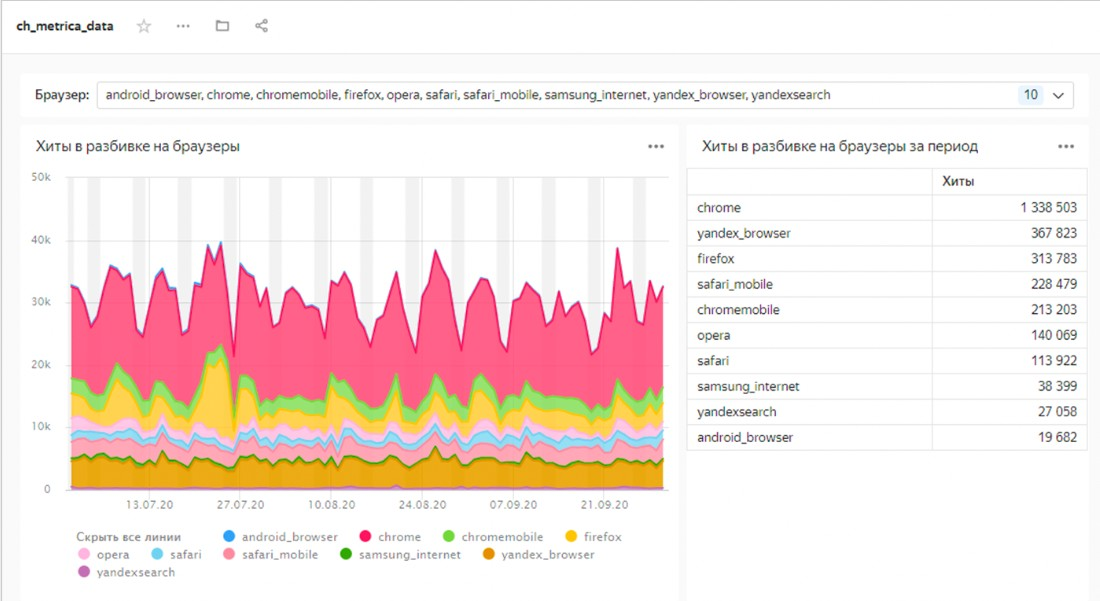 ch_metrica_data
Браузер: android_browser, chrome, chromemobile, firefox, opera, safari, safari_mobile, samsung_internet, yandex_browser, yandexsearch 10
Хиты в разбивке на браузеры
50k
40k
30k
20k
10k
0
13.07.20 27.07.20 10.08.20 24.08.20 07.09.20 21.09.20
Скрыть все линии android_browser chrome chromemobile firefox
opera safari safari_mobile samsung_internet yandex_browser
yandexsearch
Хиты в разбивке на браузеры за период
Хиты
chrome 1 338 503
yandex_browser 367 823
firefox 313 783
safari_mobile 228 479
chromemobile 213 203
opera 140 069
safari 113 922
samsung_internet 38 399
yandexsearch 27 058
android_browser 19 682